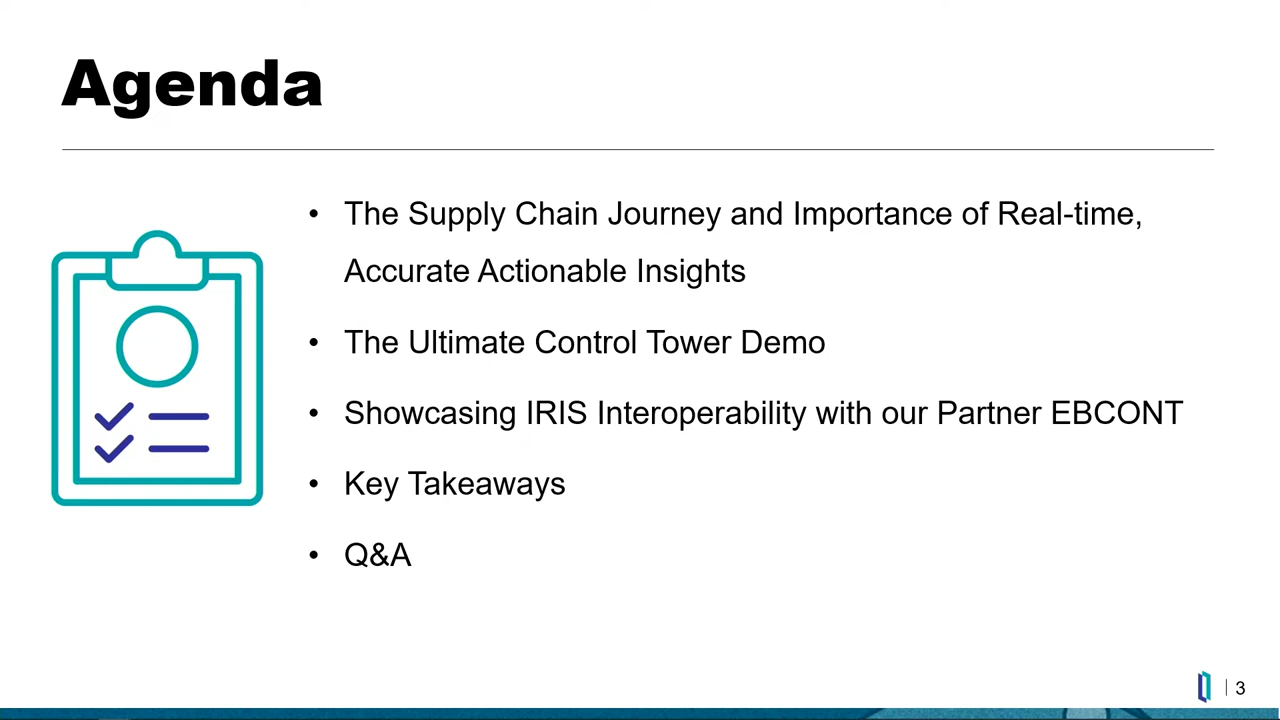 Agenda
• The Supply Chain Journey and Importance of Real-time,
Accurate Actionable Insights
• The Ultimate Control Tower Demo
• Showcasing IRIS Interoperability with our Partner EBCONT
• Key Takeaways
• Q&A
3